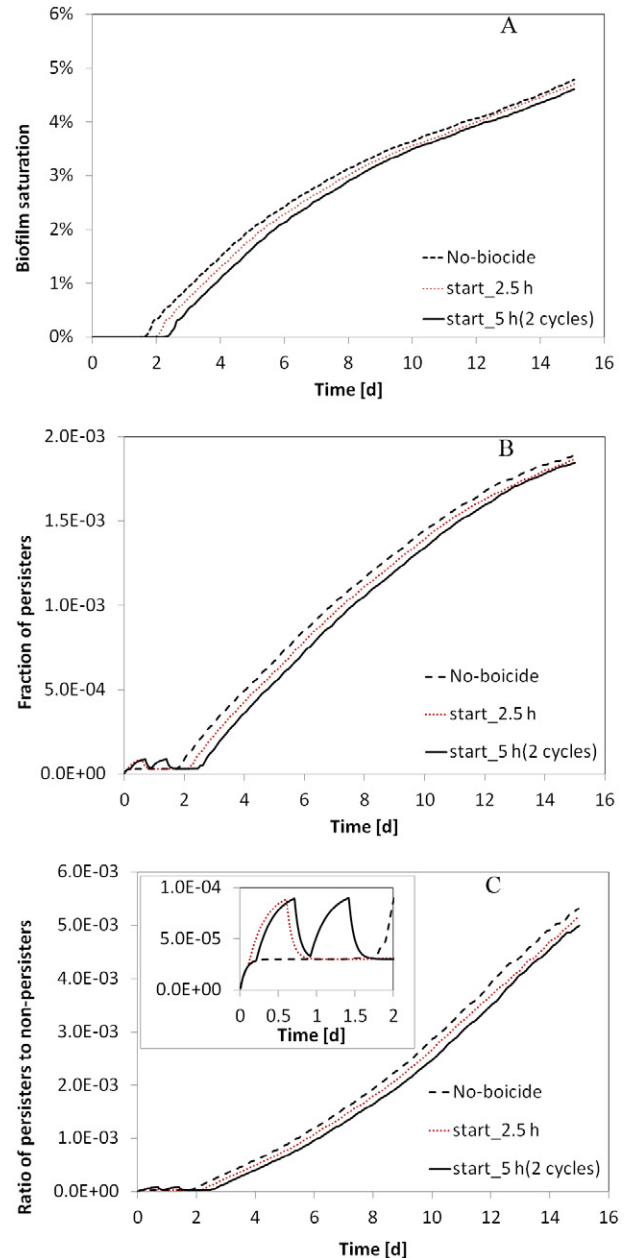 A
6%
5%
4%
3%
2%
1%
0%
Biofilm saturation
No-biocide
start_2.5 h
start_5 h(2 cycles)
0 2 4 6 8 10 12 14 16
Time [d]
B
2.0E-03
1.5E-03
1.0E-03
5.0E-04
0.0E+00
Fraction of persisters
No-boicide
start_2.5 h
start_5 h(2 cycles)
0 2 4 6 8 10 12 14 16
Time [d]
C
6.0E-03
5.0E-03
4.0E-03
3.0E-03
2.0E-03
1.0E-03
0.0E+00
Ratio of persisters to non-persisters
1.0E-04
5.0E-05
0.0E+00
0 0.5 1 1.5 2
Time [d]
No-boicide
start_2.5 h
start_5 h(2 cycles)
0 2 4 6 8 10 12 14 16
Time [d]